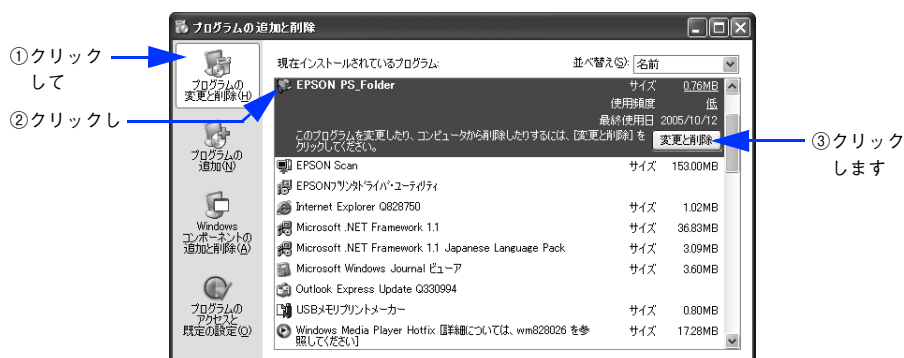 プログラムの追加と削除
①クリック
して
②クリックし
③クリック
します
プログラムの
変更と削除(H)
プログラムの
追加(N)
Windows
コンポーネントの
追加と削除(A)
プログラムの
アクセスと
既定の設定(O)
現在インストールされているプログラム:
並べ替え(S): 名前
EPSON PS_Folder サイズ 0.76MB
使用頻度 低
最終使用日 2005/10/12
このプログラムを変更したり、コンピュータから削除したりするには、[変更と削除] を
クリックしてください。
変更と削除
EPSON Scan サイズ 153.00MB
EPSONプリンタドライバ・ユーティリティ
Internet Explorer Q828750 サイズ 1.02MB
Microsoft .NET Framework 1.1 サイズ 36.83MB
Microsoft .NET Framework 1.1 Japanese Language Pack サイズ 3.09MB
Microsoft Windows Journal ビューア サイズ 3.60MB
Outlook Express Update Q330994
USBメモリプリントメーカー サイズ 0.80MB
Windows Media Player Hotfix [詳細については、wm828026 を参
照してください] サイズ 17.28MB